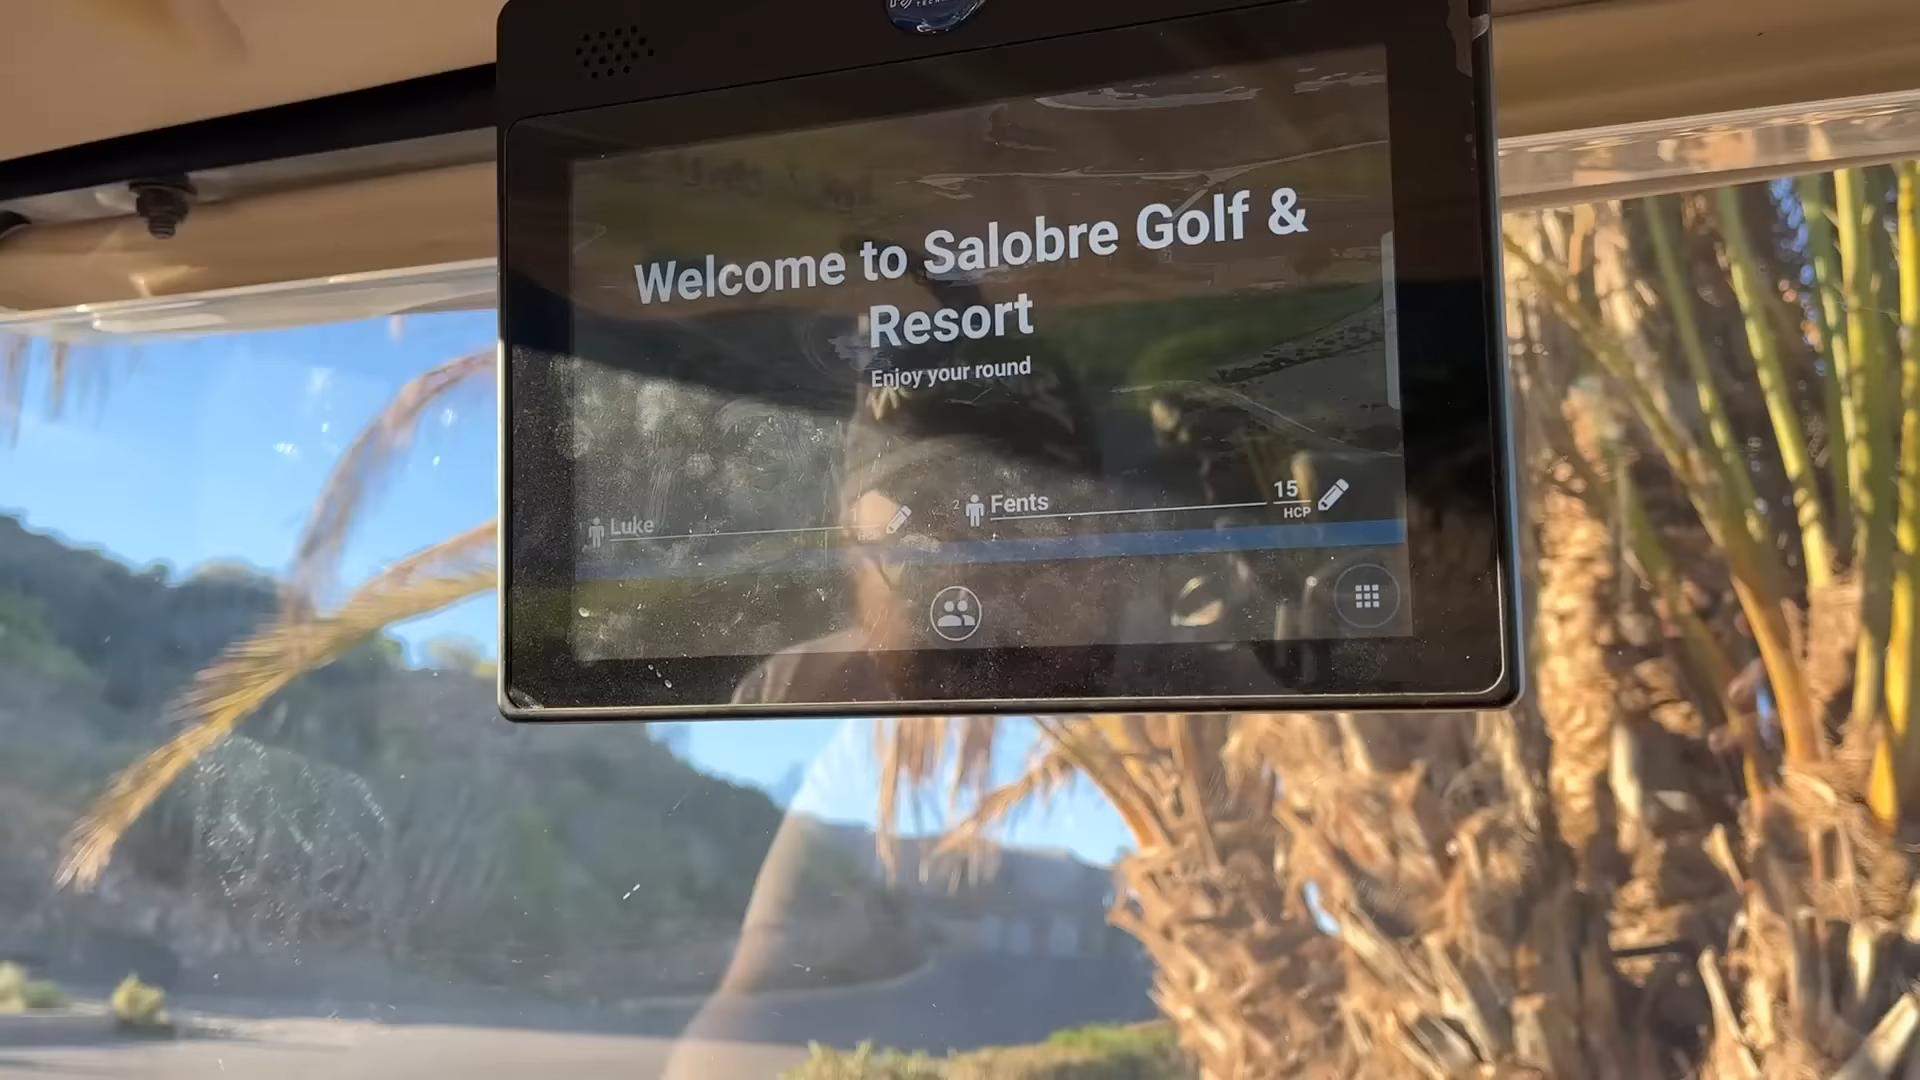 Welcome to Salobre Golf &
Resort
Enjoy your round
Luke
2 Fents 15
HCP